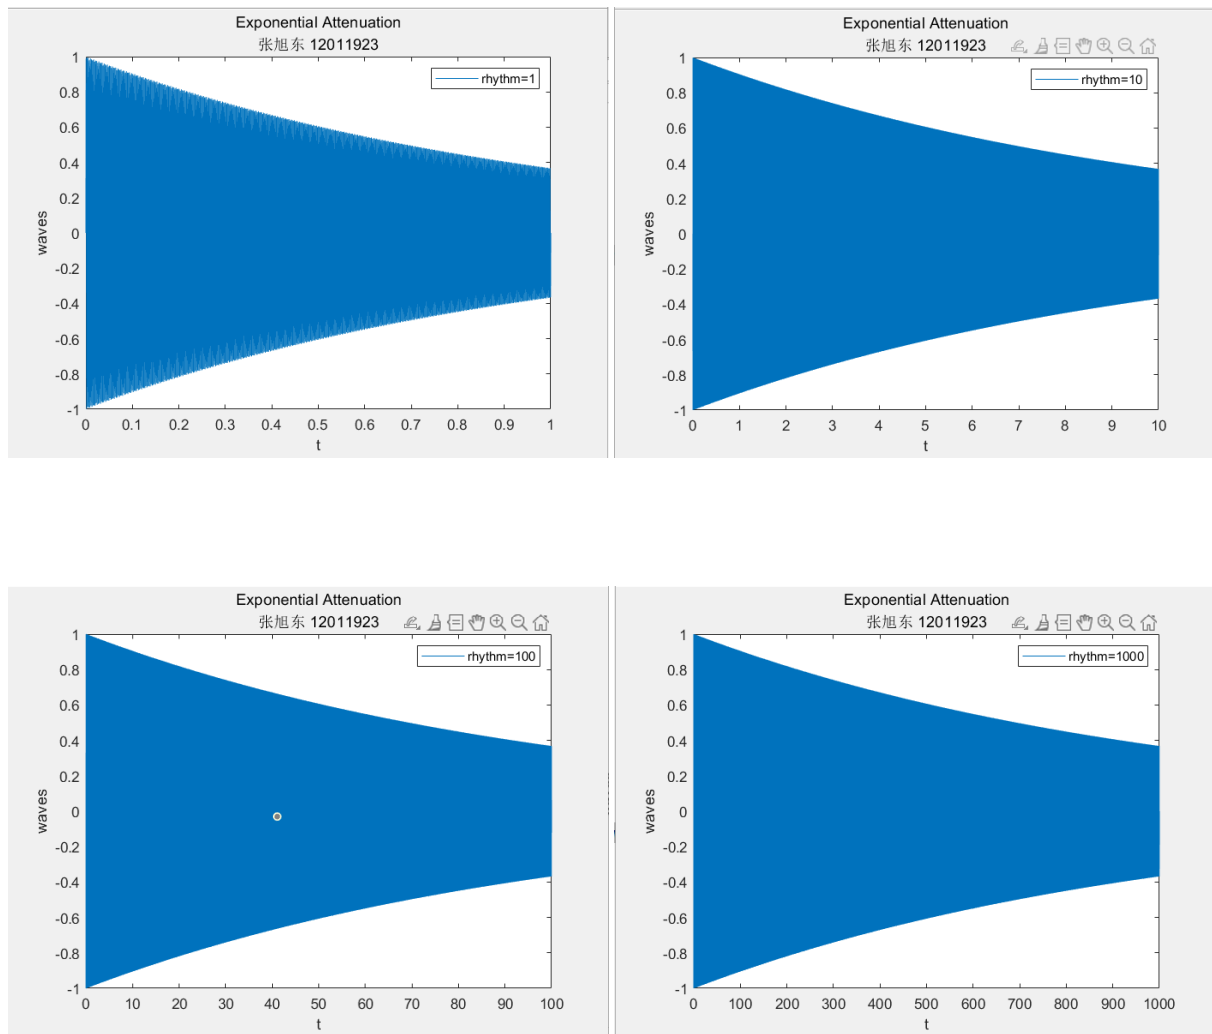 Exponential Attenuation
张旭东 12011923
rhythm=1
1
0.8
0.6
0.4
0.2
0
-0.2
-0.4
-0.6
-0.8
-1
waves
0 0.1 0.2 0.3 0.4 0.5 0.6 0.7 0.8 0.9 1
t
Exponential Attenuation
张旭东 12011923
rhythm=10
1
0.8
0.6
0.4
0.2
0
-0.2
-0.4
-0.6
-0.8
-1
waves
0 1 2 3 4 5 6 7 8 9 10
t
Exponential Attenuation
张旭东 12011923
rhythm=100
1
0.8
0.6
0.4
0.2
0
-0.2
-0.4
-0.6
-0.8
-1
waves
0 10 20 30 40 50 60 70 80 90 100
t
Exponential Attenuation
张旭东 12011923
rhythm=1000
1
0.8
0.6
0.4
0.2
0
-0.2
-0.4
-0.6
-0.8
-1
waves
0 100 200 300 400 500 600 700 800 900 1000
t